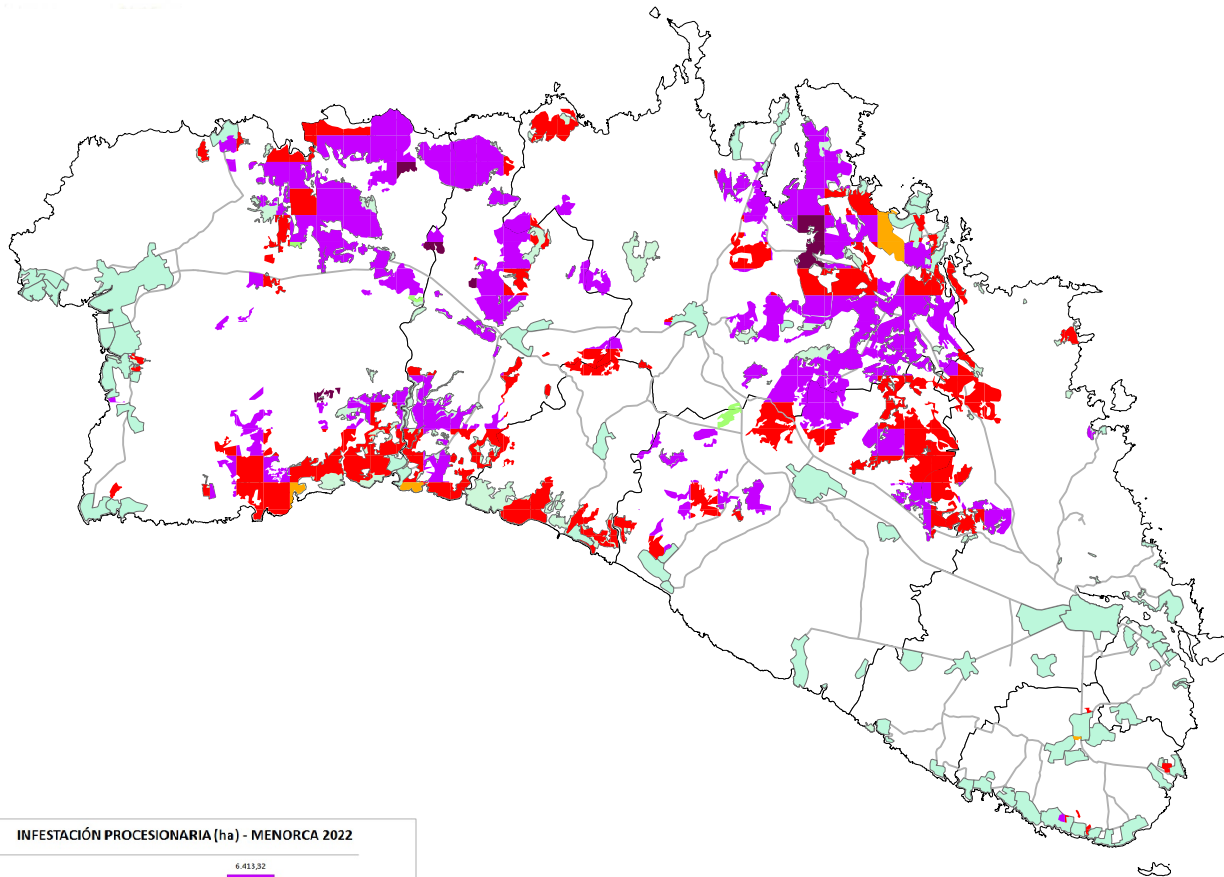 INFESTACIÓN PROCESIONARIA (ha) - MENORCA 2022
6.413,32